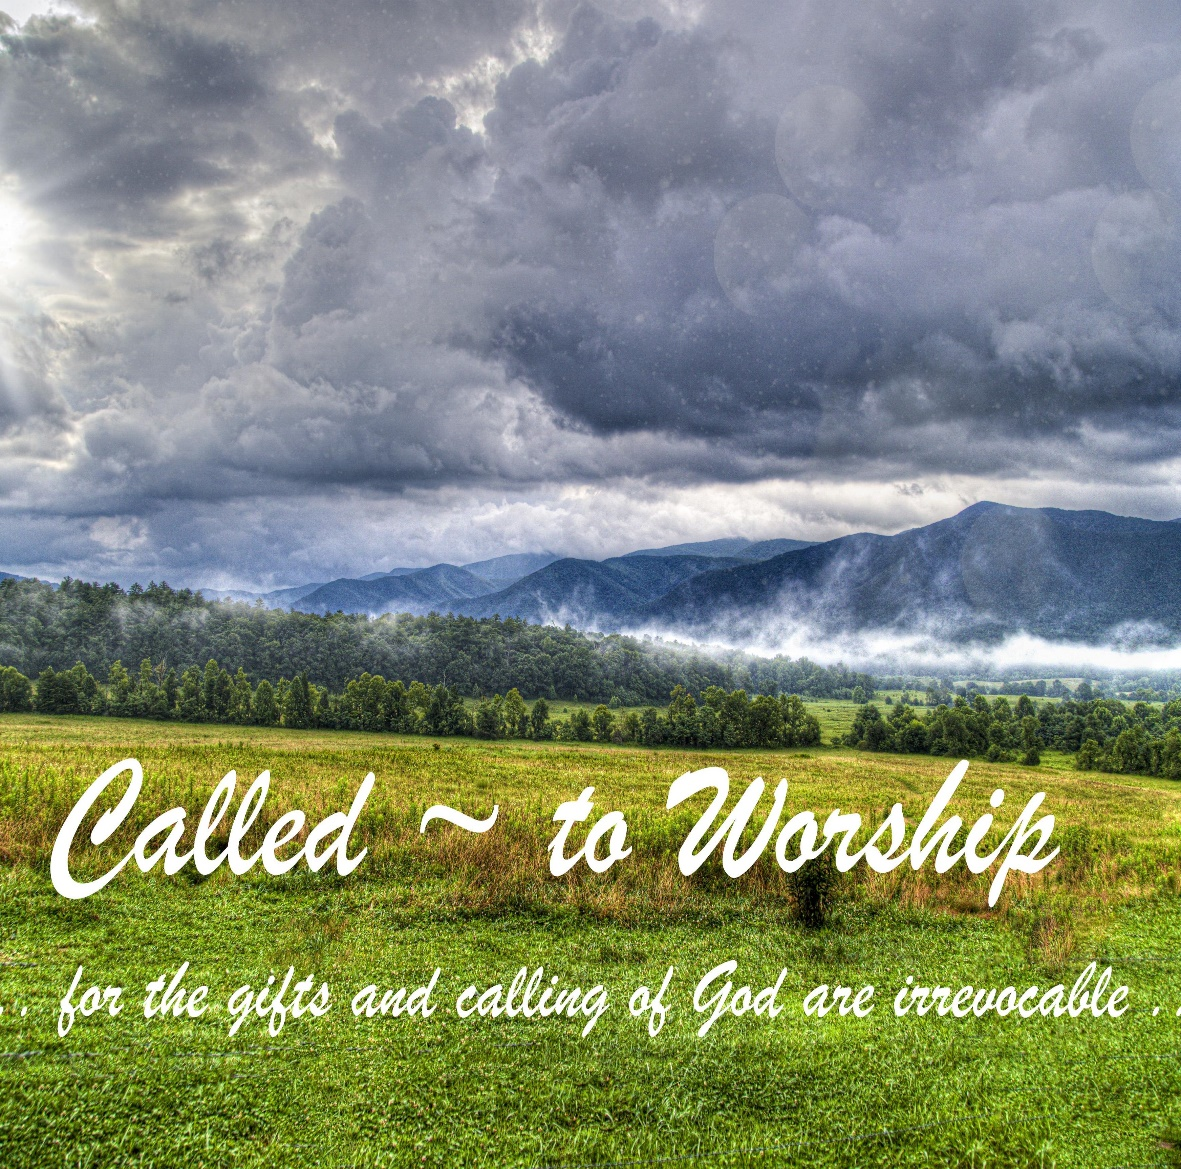 Called ~ to Worship
.. for the gifts and calling of God are irrevocable ..